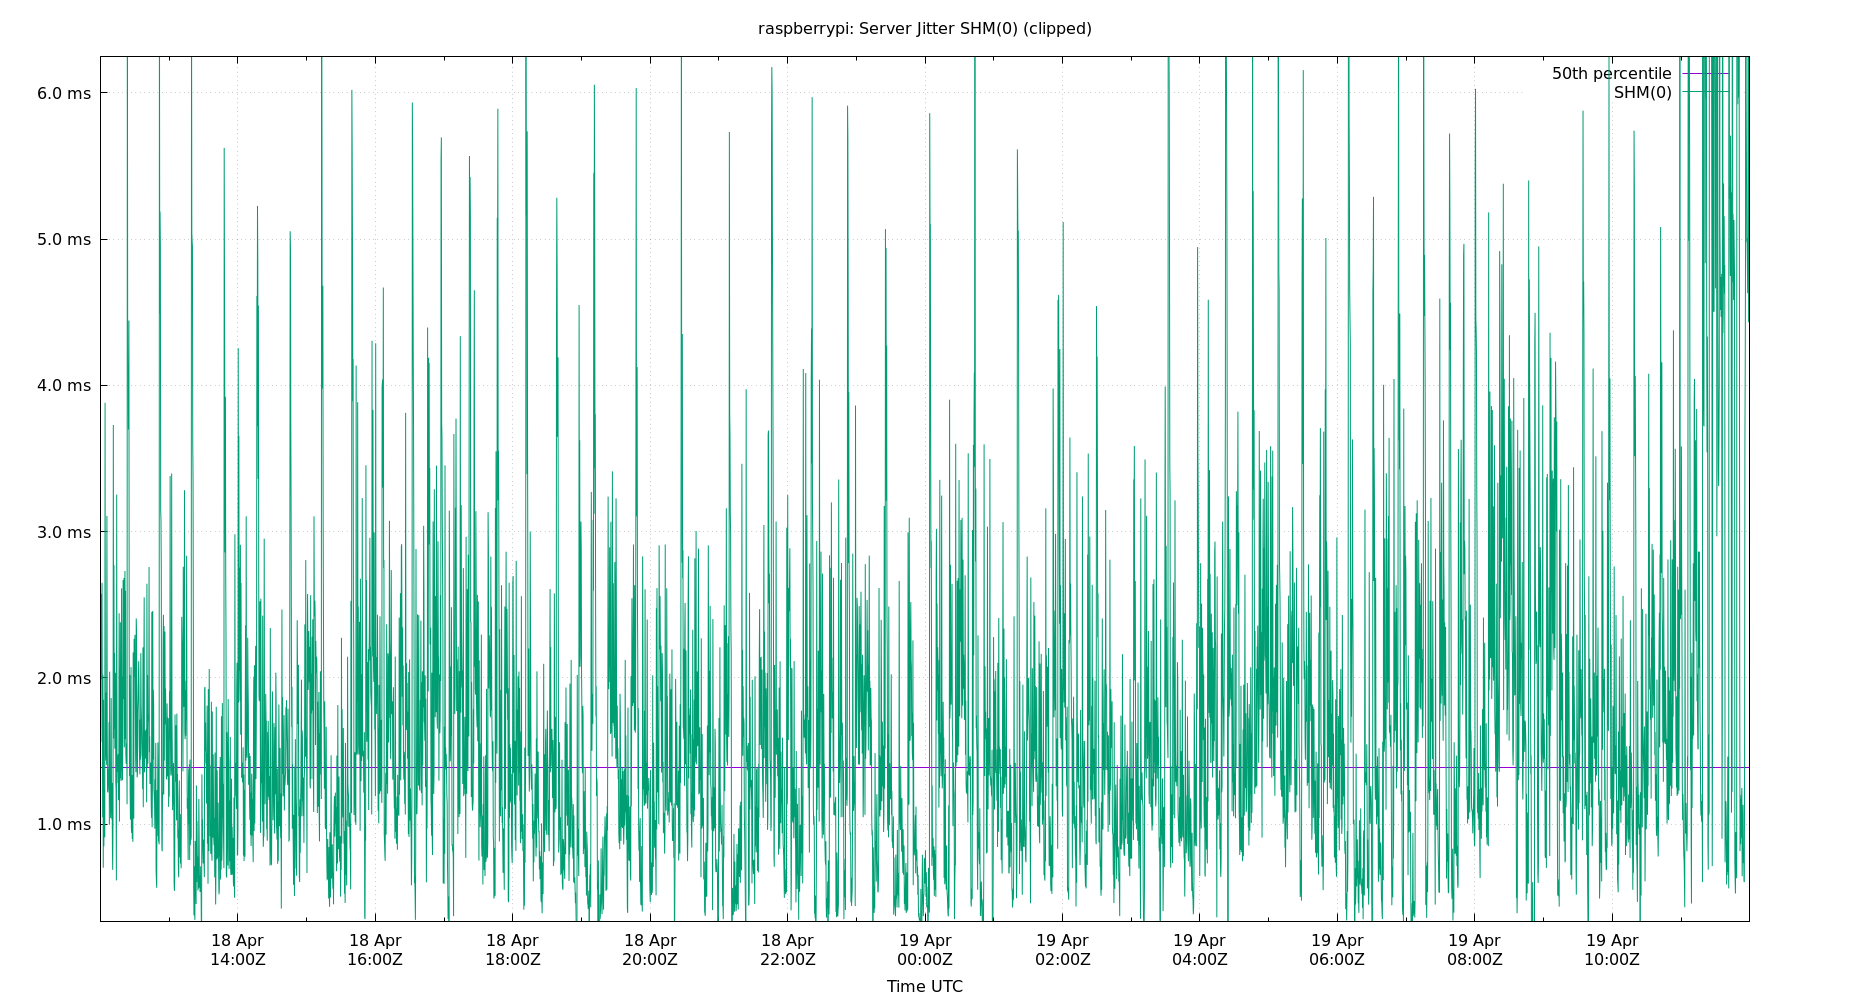 raspberrypi: Server Jitter SHM(0) (clipped)
50th percentile
SHM(0)
6.0 ms
5.0 ms
4.0 ms
3.0 ms
2.0 ms
1.0 ms
18 Apr 18 Apr 18 Apr 18 Apr 18 Apr 19 Apr 19 Apr 19 Apr 19 Apr 19 Apr 19 Apr
14:00Z 16:00Z 18:00Z 20:00Z 22:00Z 00:00Z 02:00Z 04:00Z 06:00Z 08:00Z 10:00Z
Time UTC